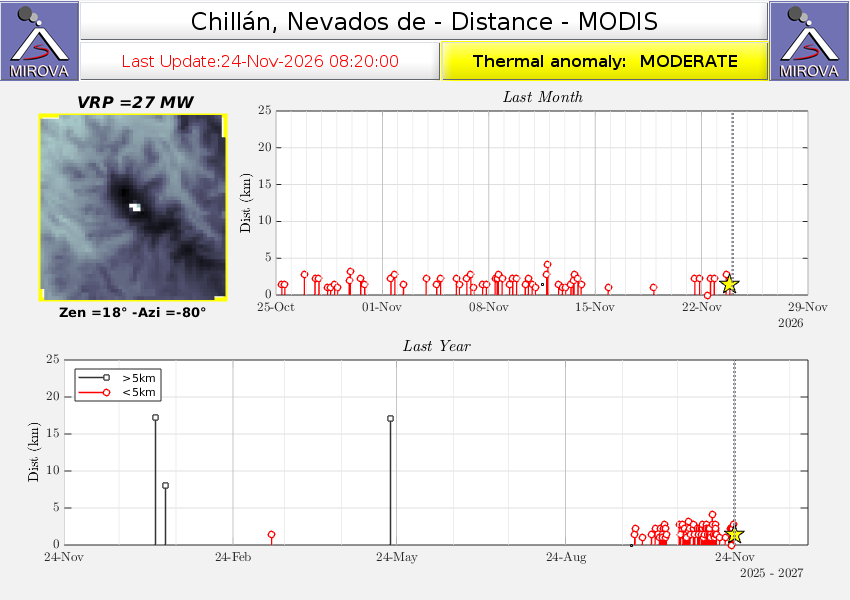 Chillán, Nevados de - Distance - MODIS
MIROVA
MIROVA
Last Update:24-Nov-2026 08:20:00
Thermal anomaly: MODERATE
VRP =27 MW
Zen =18° -Azi =-80°
Last Month
Dist (km)
25
20
15
10
5
0
25-Oct 01-Nov 08-Nov 15-Nov 22-Nov 29-Nov
2026
Last Year
Dist (km)
25
20
15
10
5
0
>5km
<5km
24-Nov 24-Feb 24-May 24-Aug 24-Nov
2025 - 2027